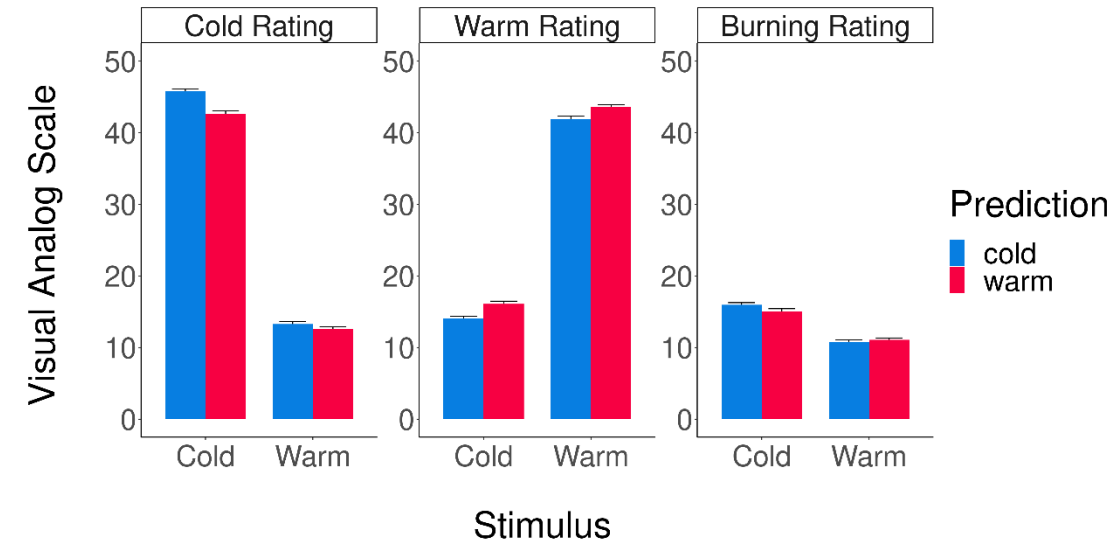 Cold Rating
Warm Rating
Burning Rating
Visual Analog Scale
50
40
30
20
10
0
50
40
30
20
10
0
50
40
30
20
10
0
Cold Warm
Cold Warm
Cold Warm
Stimulus
Prediction
cold
warm